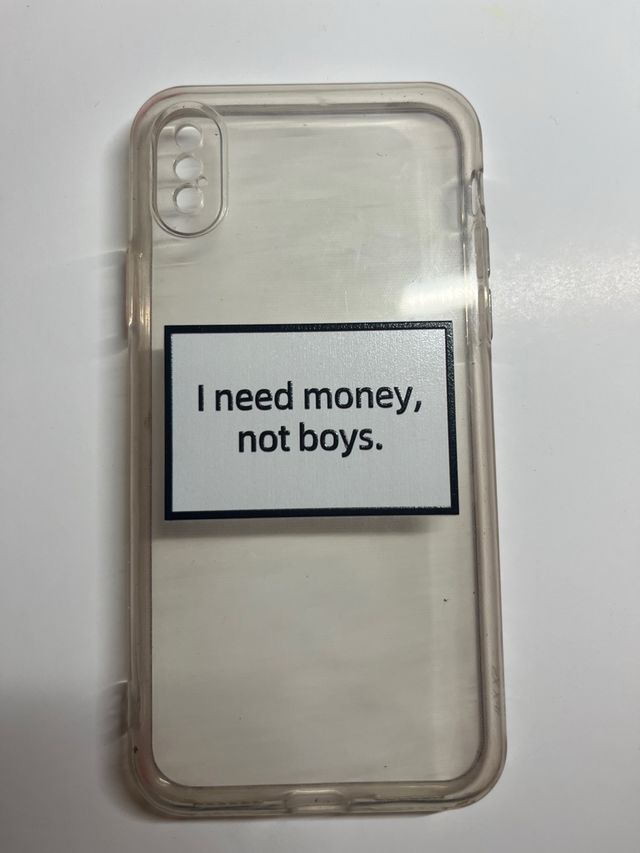 I need money,
not boys.